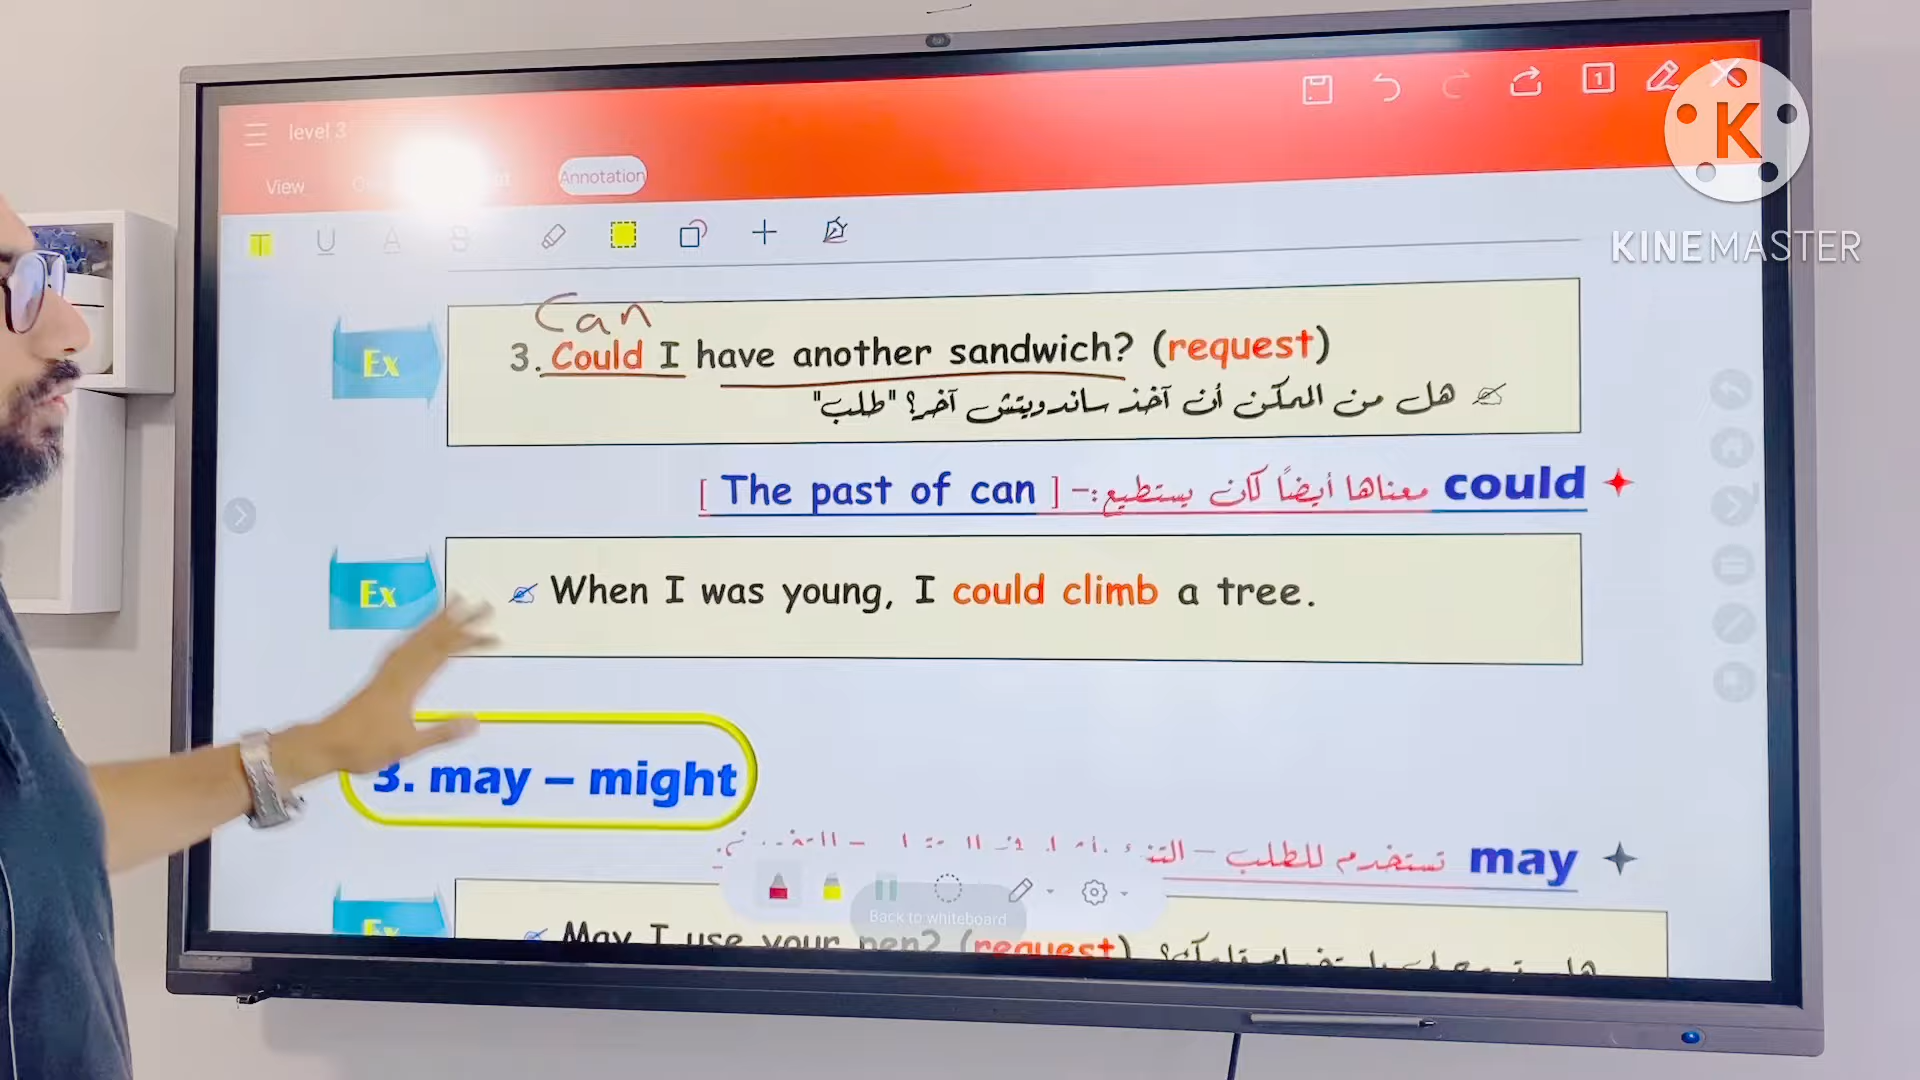 level 3
View
Annotation
1
K
KINEMASTER
Can
Ex
3. Could I have another sandwich? (request)
هل من الممكن أن آخذ ساندويتش آخر؟ "طلب"
could معناها أيضاً كان يستطيع :- [ The past of can ]
Ex
When I was young, I could climb a tree.
3. may – might
may تستخدم للطلب –
Back to whiteboard
Ex
May I use your pen? (request)